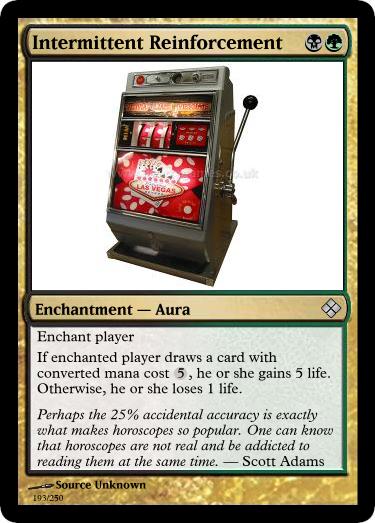 Intermittent Reinforcement
LAS VEGAS
Enchantment — Aura
Enchant player
If enchanted player draws a card with
converted mana cost 5, he or she gains 5 life.
Otherwise, he or she loses 1 life.
Perhaps the 25% accidental accuracy is exactly
what makes horoscopes so popular. One can know
that horoscopes are not real and be addicted to
reading them at the same time. — Scott Adams
Source Unknown
193/250